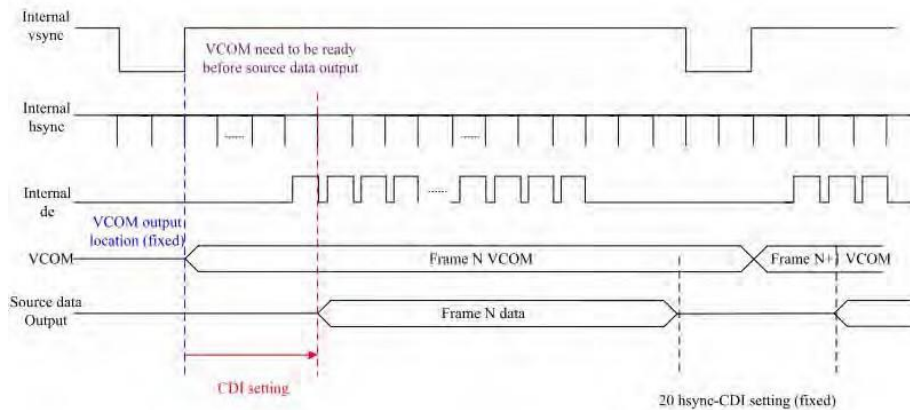 Internal
vsync
VCOM need to be ready
before source data output
Internal
hsync
......
......
Internal
de
......
VCOM output
location (fixed)
VCOM
Frame N VCOM
Frame N+1 VCOM
Source data
Output
Frame N data
CDI setting
20 hsync-CDI setting (fixed)